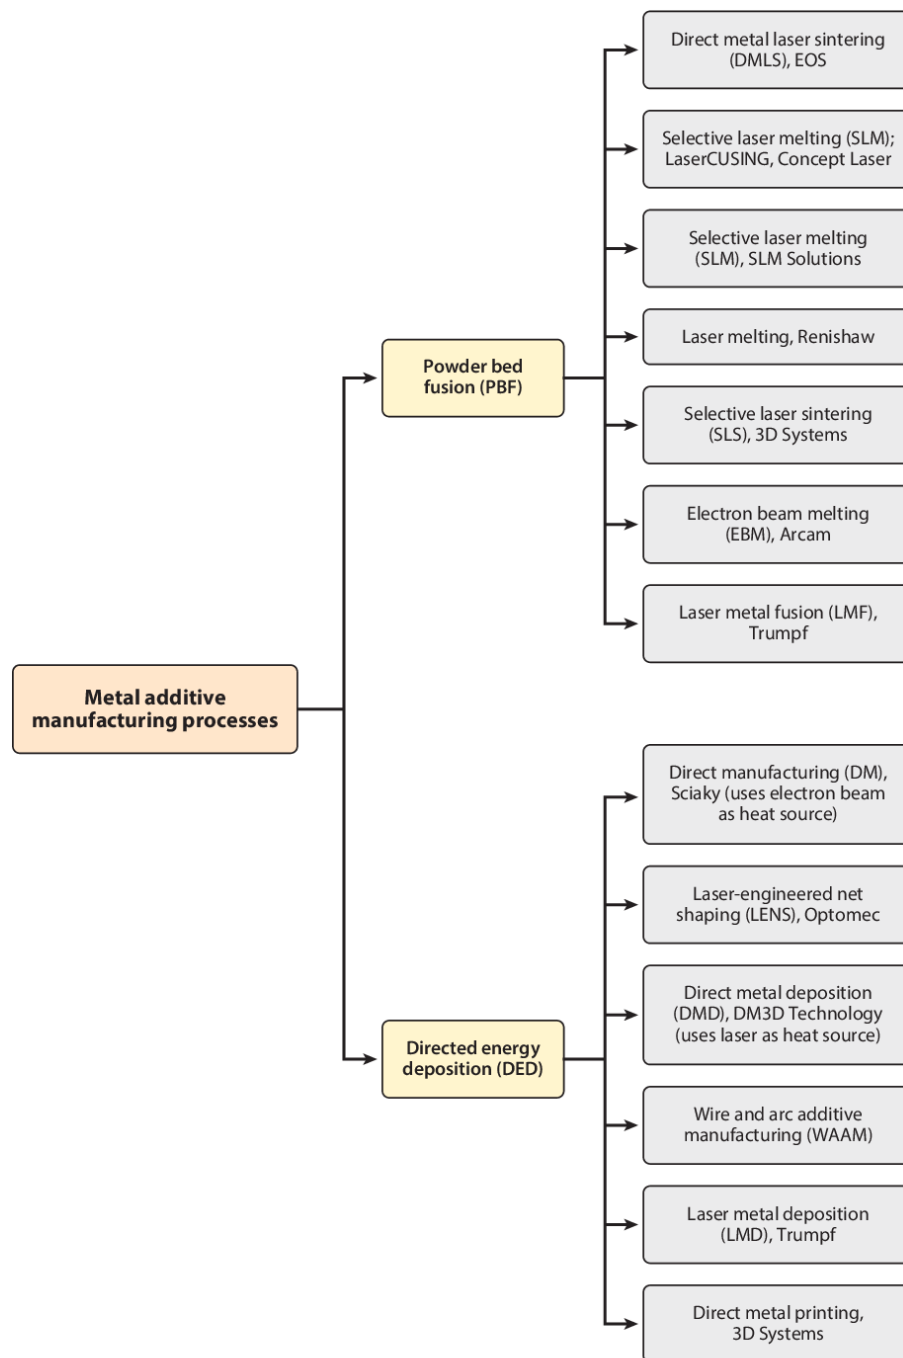 Metal additive
manufacturing processes
Powder bed
fusion (PBF)
Direct metal laser sintering
(DMLS), EOS
Selective laser melting (SLM);
LaserCUSING, Concept Laser
Selective laser melting
(SLM), SLM Solutions
Laser melting, Renishaw
Selective laser sintering
(SLS), 3D Systems
Electron beam melting
(EBM), Arcam
Laser metal fusion (LMF),
Trumpf
Directed energy
deposition (DED)
Direct manufacturing (DM),
Sciaky (uses electron beam
as heat source)
Laser-engineered net
shaping (LENS), Optomec
Direct metal deposition
(DMD), DM3D Technology
(uses laser as heat source)
Wire and arc additive
manufacturing (WAAM)
Laser metal deposition
(LMD), Trumpf
Direct metal printing,
3D Systems